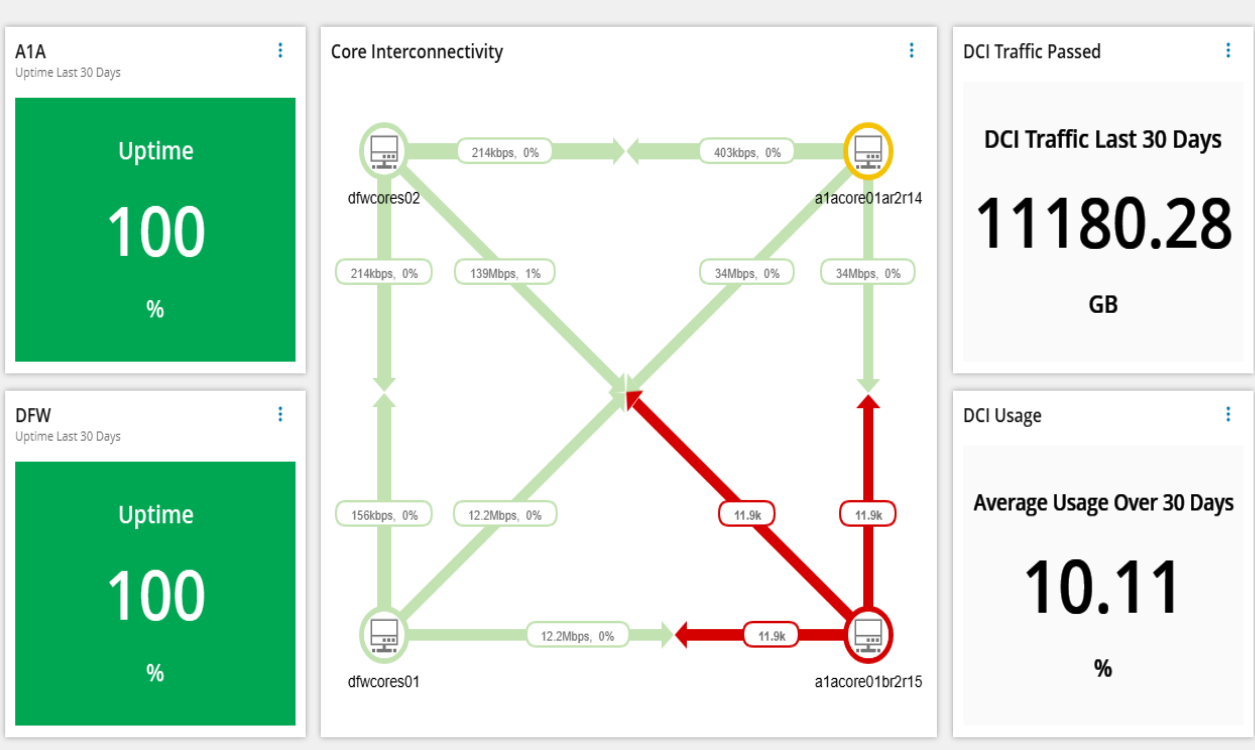 A1A
Uptime Last 30 Days
Uptime
100
%
DFW
Uptime Last 30 Days
Uptime
100
%
Core Interconnectivity
214kbps, 0%
403kbps, 0%
dfwcores02
a1acore01ar2r14
214kbps, 0%
139Mbps, 1%
34Mbps, 0%
34Mbps, 0%
156kbps, 0%
12.2Mbps, 0%
11.9k
11.9k
12.2Mbps, 0%
11.9k
dfwcores01
a1acore01br2r15
DCI Traffic Passed
DCI Traffic Last 30 Days
11180.28
GB
DCI Usage
Average Usage Over 30 Days
10.11
%